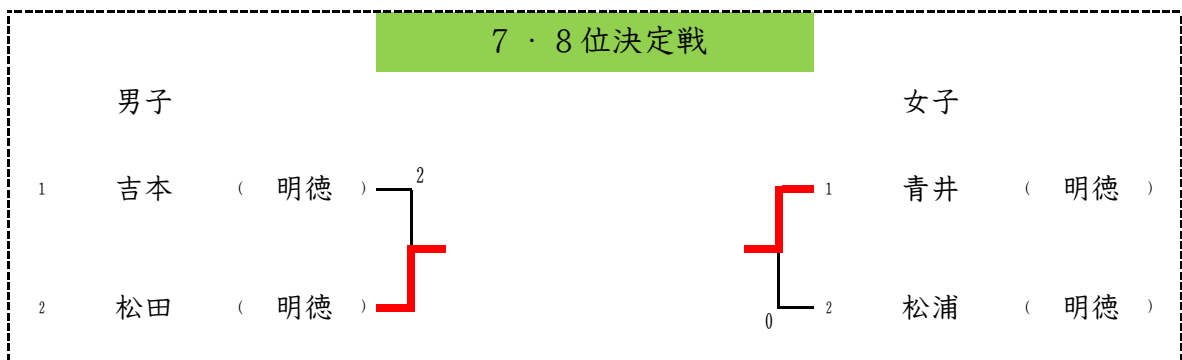 ７・８位決定戦
男子 女子
2
1 吉本 ( 明徳 ) 1 青井 ( 明徳 )
2 松田 ( 明徳 ) 2 松浦 ( 明徳 )
0